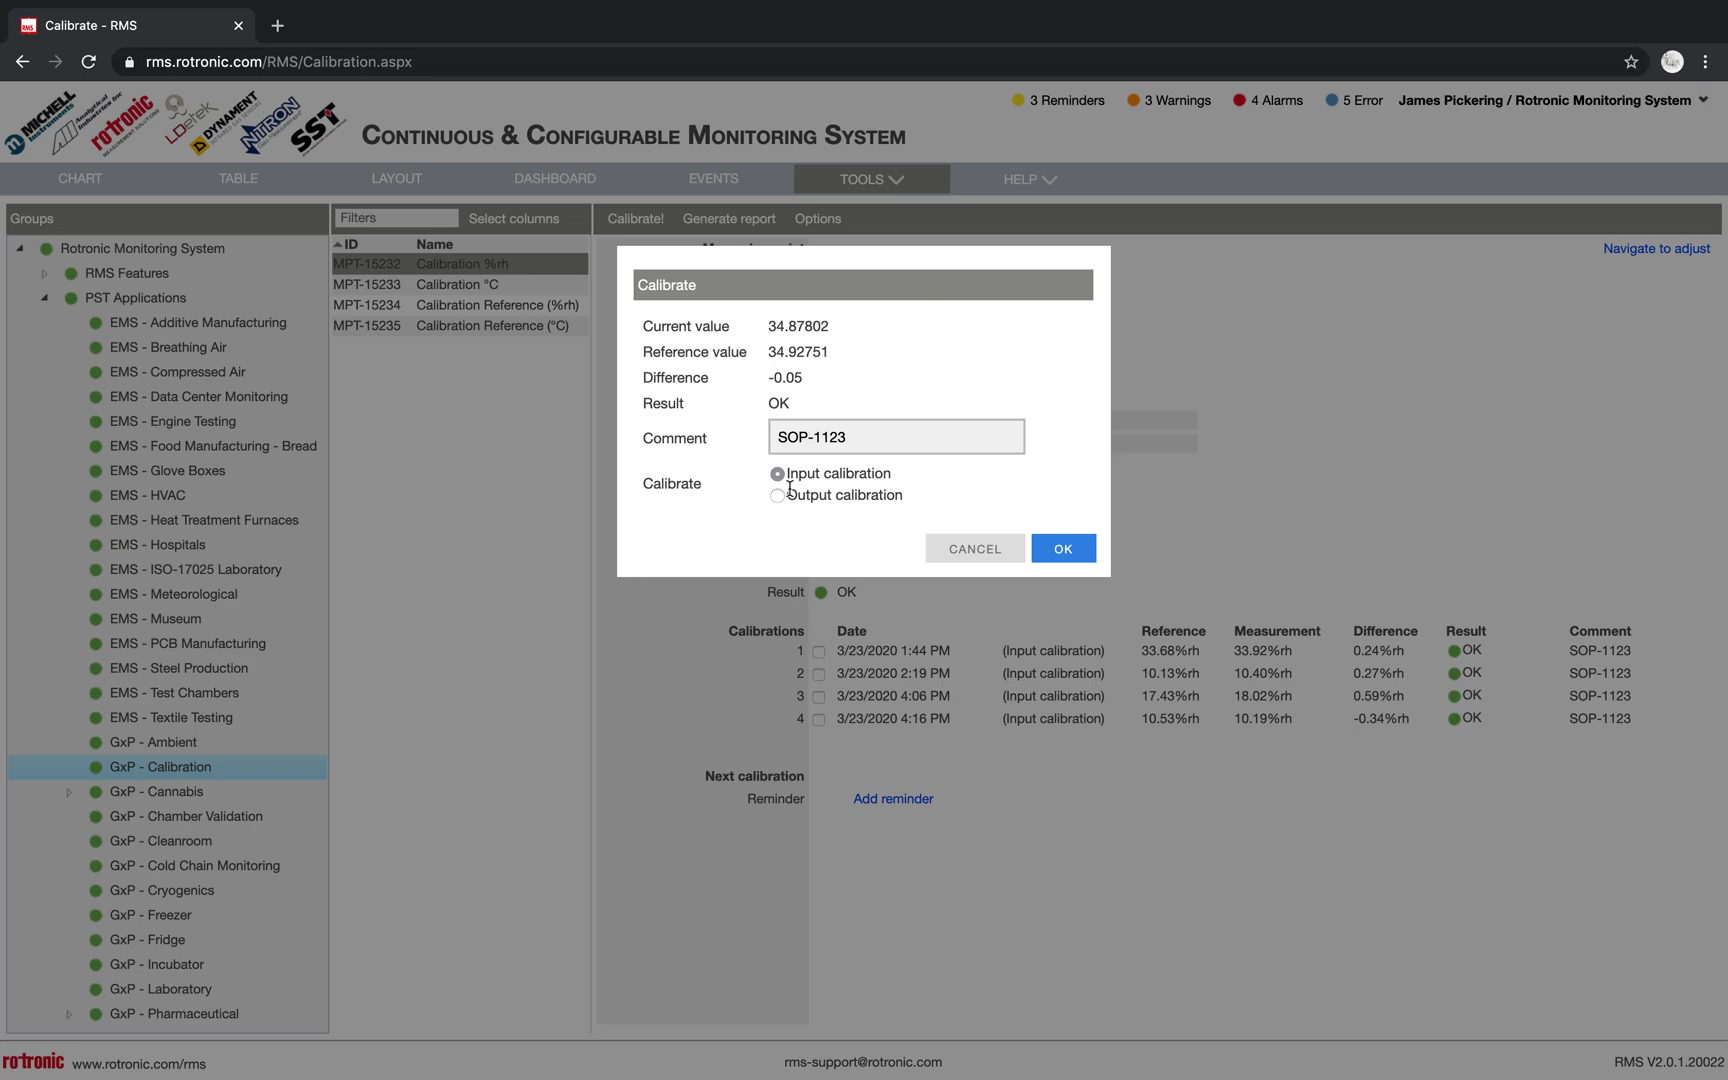 Calibrate - RMS
rms.rotronic.com/RMS/Calibration.aspx
MICHELL Instruments
Analytical Industries Inc
rotronic MEASUREMENT SOLUTIONS
LDetek
DYNAMENT
NTRON
SST
CONTINUOUS & CONFIGURABLE MONITORING SYSTEM
3 Reminders 3 Warnings 4 Alarms 5 Error James Pickering / Rotronic Monitoring System
CHART TABLE LAYOUT DASHBOARD EVENTS TOOLS HELP
Groups
Rotronic Monitoring System
RMS Features
PST Applications
EMS - Additive Manufacturing
EMS - Breathing Air
EMS - Compressed Air
EMS - Data Center Monitoring
EMS - Engine Testing
EMS - Food Manufacturing - Bread
EMS - Glove Boxes
EMS - HVAC
EMS - Heat Treatment Furnaces
EMS - Hospitals
EMS - ISO-17025 Laboratory
EMS - Meteorological
EMS - Museum
EMS - PCB Manufacturing
EMS - Steel Production
EMS - Test Chambers
EMS - Textile Testing
GxP - Ambient
GxP - Calibration
GxP - Cannabis
GxP - Chamber Validation
GxP - Cleanroom
GxP - Cold Chain Monitoring
GxP - Cryogenics
GxP - Freezer
GxP - Fridge
GxP - Incubator
GxP - Laboratory
GxP - Pharmaceutical
Filters Select columns
ID Name
MPT-15232 Calibration %rh
MPT-15233 Calibration °C
MPT-15234 Calibration Reference (%rh)
MPT-15235 Calibration Reference (°C)
Calibrate! Generate report Options
Navigate to adjust
Calibrate
Current value 34.87802
Reference value 34.92751
Difference -0.05
Result OK
Comment SOP-1123
Calibrate Input calibration
Output calibration
CANCEL OK
Result OK
Calibrations Date Reference Measurement Difference Result Comment
1 3/23/2020 1:44 PM (Input calibration) 33.68%rh 33.92%rh 0.24%rh OK SOP-1123
2 3/23/2020 2:19 PM (Input calibration) 10.13%rh 10.40%rh 0.27%rh OK SOP-1123
3 3/23/2020 4:06 PM (Input calibration) 17.43%rh 18.02%rh 0.59%rh OK SOP-1123
4 3/23/2020 4:16 PM (Input calibration) 10.53%rh 10.19%rh -0.34%rh OK SOP-1123
Next calibration
Reminder Add reminder
rotronic www.rotronic.com/rms rms-support@rotronic.com RMS V2.0.1.20022